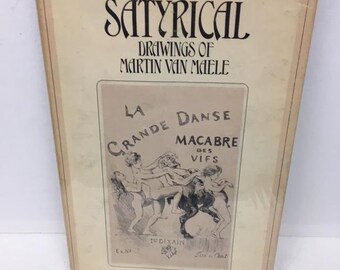 SATYRICAL
DRAWINGS OF
MARTIN VAN MAELE
LA
GRANDE DANSE
MACABRE
DES
VIFS